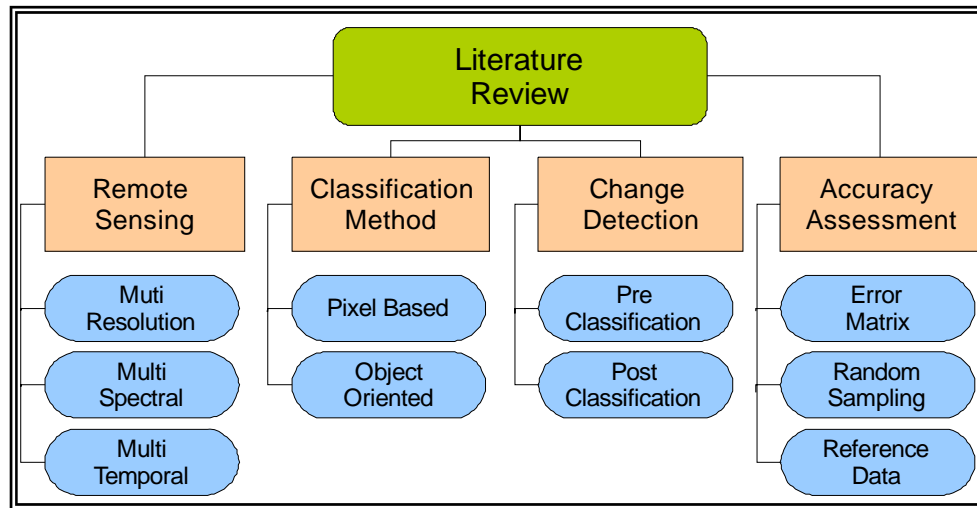 Literature
Review
Remote
Sensing
Classification
Method
Change
Detection
Accuracy
Assessment
Muti
Resolution
Multi
Spectral
Multi
Temporal
Pixel Based
Object
Oriented
Pre
Classification
Post
Classification
Error
Matrix
Random
Sampling
Reference
Data